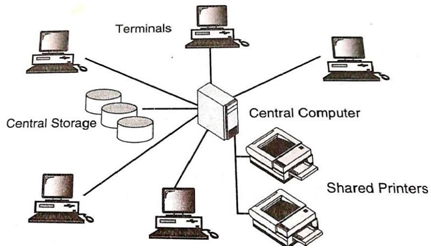 Terminals
Central Storage
Central Computer
Shared Printers